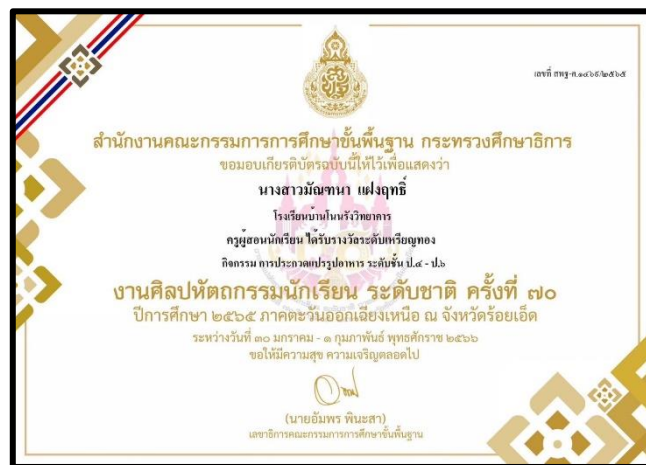 เลขที่ สพฐ-ศ.๑๔๖๙/๒๕๖๕
สำนักงานคณะกรรมการการศึกษาขั้นพื้นฐาน กระทรวงศึกษาธิการ
ขอมอบเกียรติบัตรฉบับนี้ให้ไว้เพื่อแสดงว่า
นางสาวมัณฑนา แฝงฤทธิ์
โรงเรียนบ้านโนนรังวิทยาคาร
ครูผู้สอนนักเรียน ได้รับรางวัลระดับเหรียญทอง
กิจกรรม การประกวดแปรรูปอาหาร ระดับชั้น ป.๔ - ป.๖
งานศิลปหัตถกรรมนักเรียน ระดับชาติ ครั้งที่ ๗๐
ปีการศึกษา ๒๕๖๕ ภาคตะวันออกเฉียงเหนือ ณ จังหวัดร้อยเอ็ด
ระหว่างวันที่ ๓๐ มกราคม - ๑ กุมภาพันธ์ พุทธศักราช ๒๕๖๖
ขอให้มีความสุข ความเจริญตลอดไป
(นายอัมพร พินะสา)
เลขาธิการคณะกรรมการการศึกษาขั้นพื้นฐาน